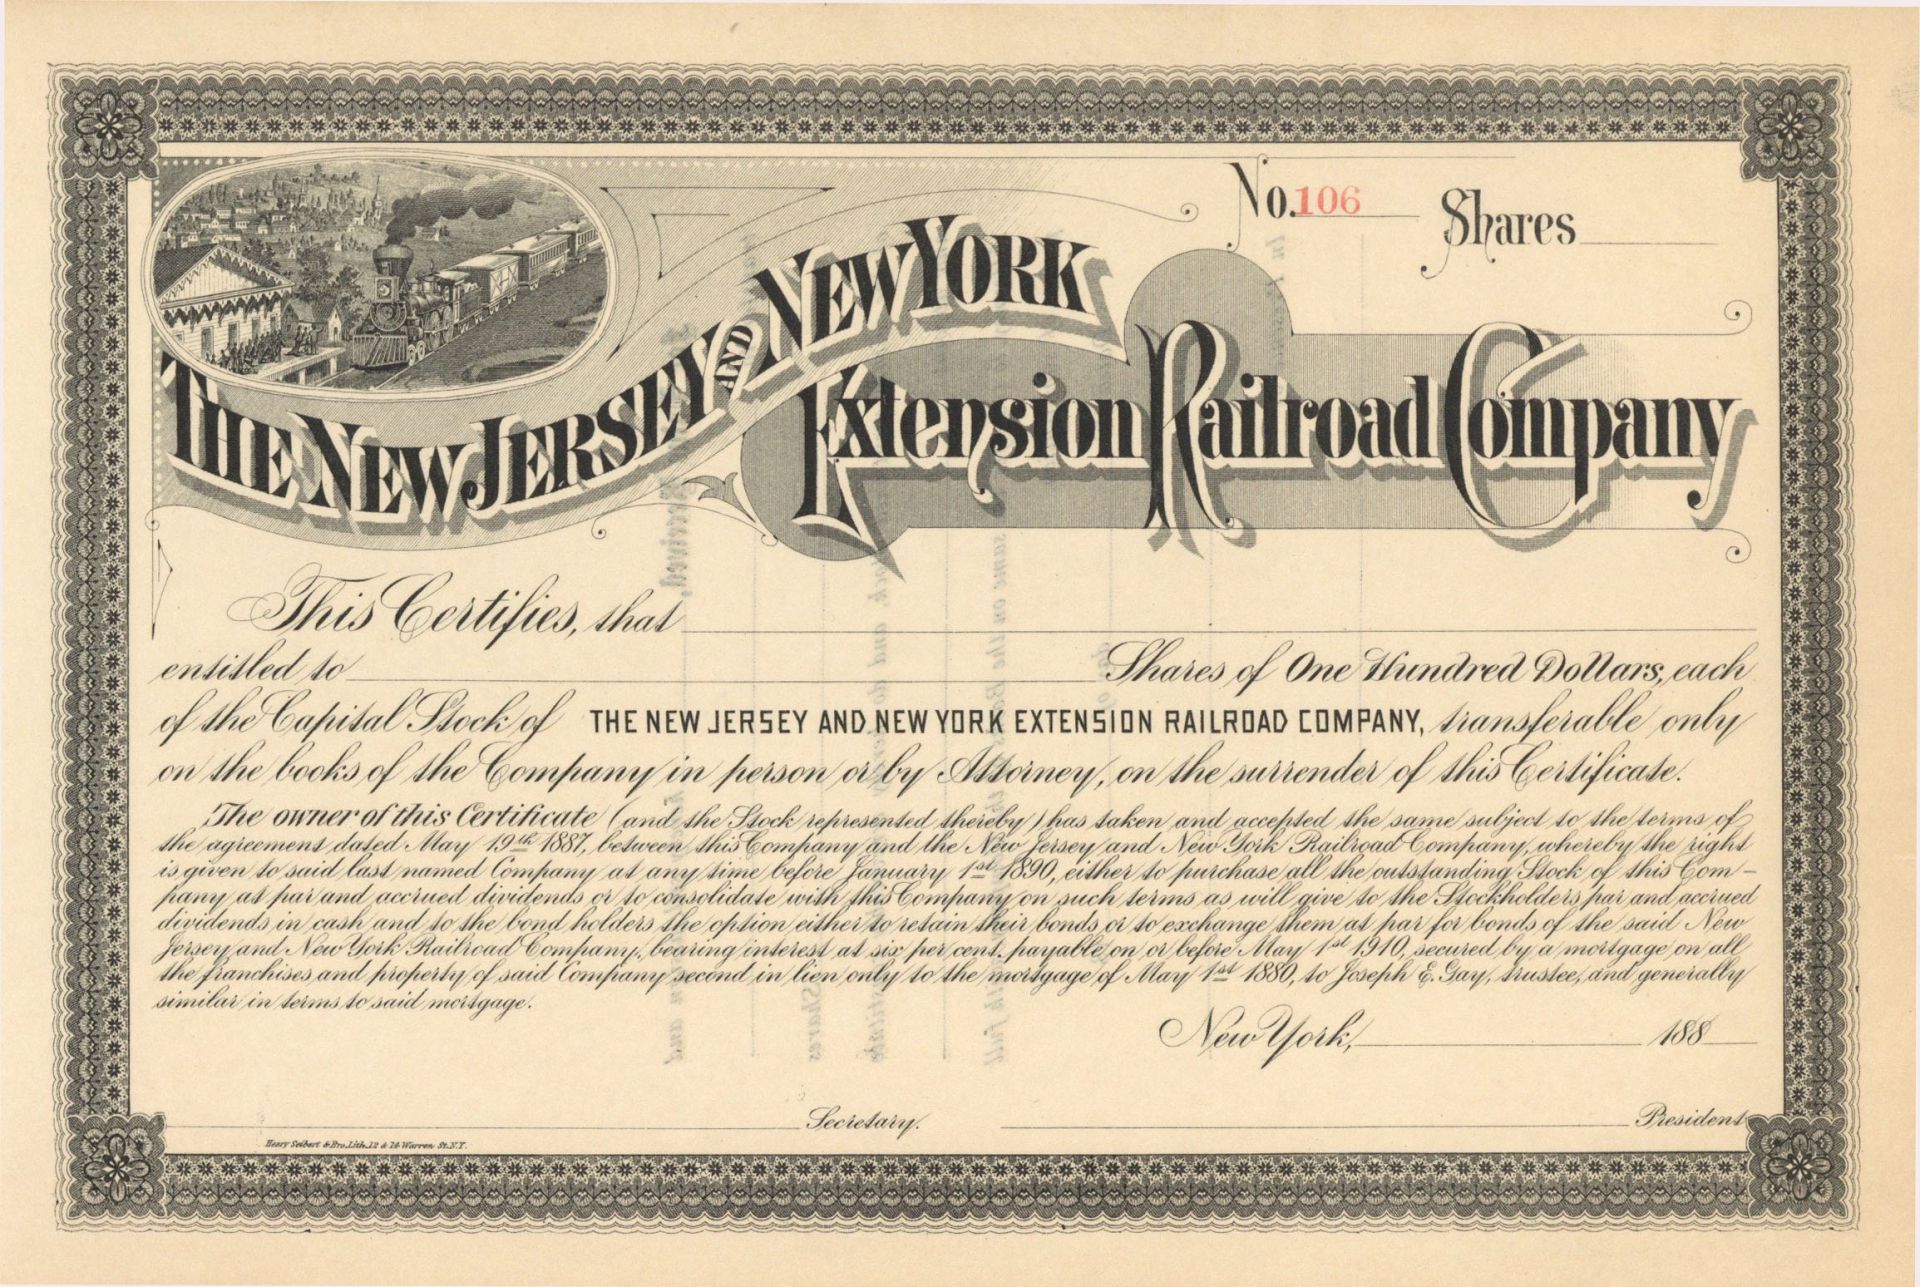 No. 106
Shares
THE NEW JERSEY AND NEW YORK
Extension Railroad Company
This Certifies, that
entitled to Shares of One Hundred Dollars, each
of the Capital Stock of THE NEW JERSEY AND NEW YORK EXTENSION RAILROAD COMPANY, transferable only
on the books of the Company in person or by Attorney, on the surrender of this Certificate.
The owner of this Certificate (and the Stock represented thereby) has taken and accepted the same subject to the terms of
the agreement dated May 19th 1887, between this Company and the New Jersey and New York Railroad Company, whereby the right
is given to said last named Company at any time before January 1st 1890, either to purchase all the outstanding Stock of this Com-
pany at par and accrued dividends or to consolidate with this Company on such terms as will give to the Stockholders par and accrued
dividends in cash and to the bond holders the option either to retain their bonds or to exchange them at par for bonds of the said New
Jersey and New York Railroad Company, bearing interest at six per cent. payable on or before May 1st 1910, secured by a mortgage on all
the franchises and property of said Company second in lien only to the mortgage of May 1st 1880, to Joseph E. Gay, trustee, and generally
similar in terms to said mortgage.
New York, 188
Secretary. President
Henry Seibert & Bro. Lith. 12 & 14 Warren St. N.Y.